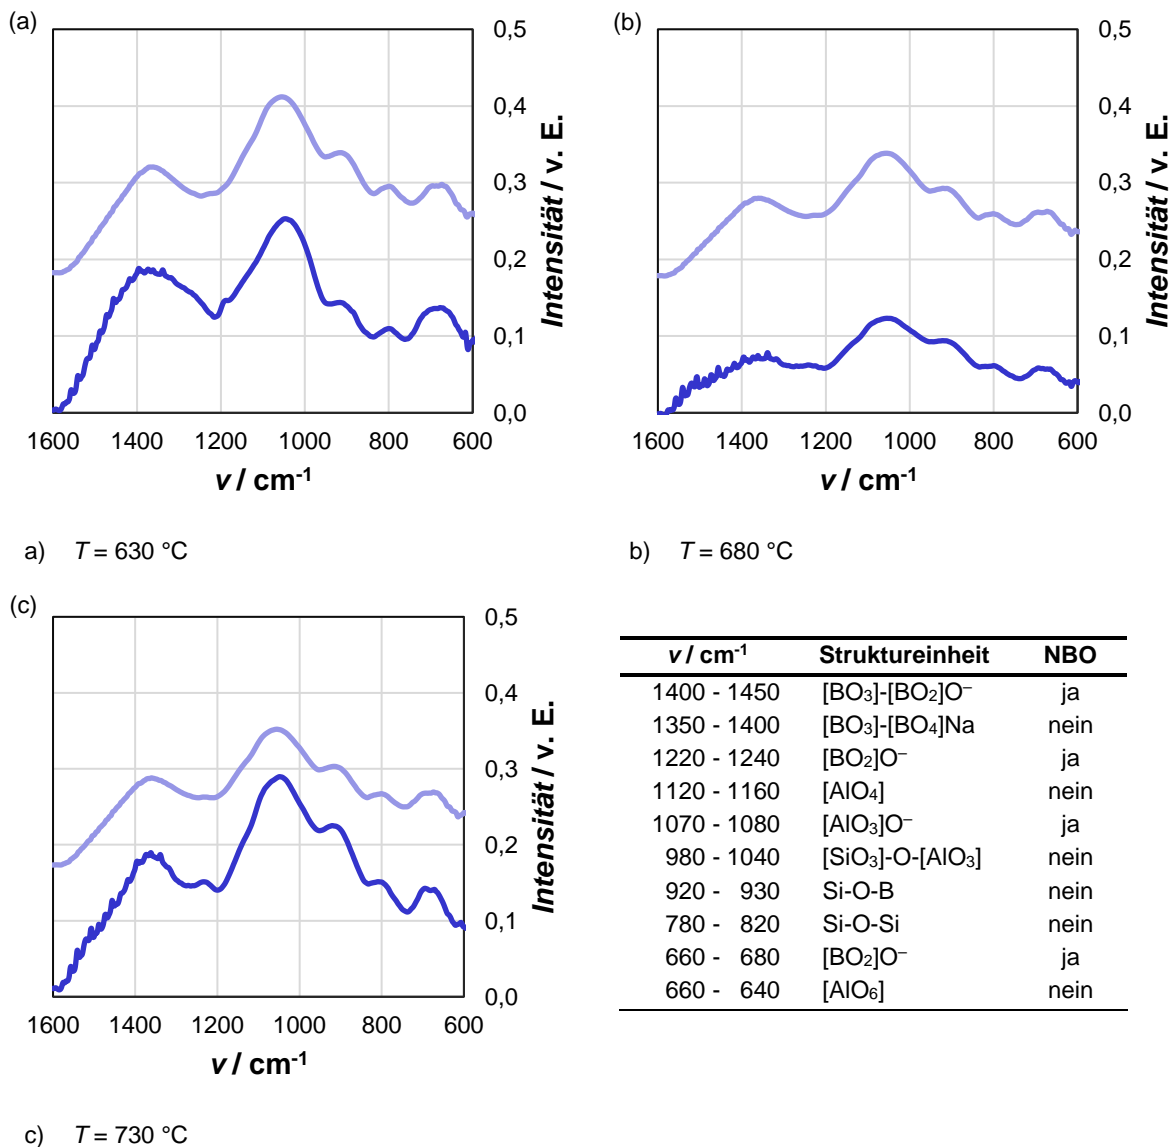 (a)
0,5
0,4
0,3
0,2
0,1
0,0
Intensität / v. E.
1600 1400 1200 1000 800 600
ν / cm-1
a) T = 630 °C
(b)
0,5
0,4
0,3
0,2
0,1
0,0
Intensität / v. E.
1600 1400 1200 1000 800 600
ν / cm-1
b) T = 680 °C
(c)
0,5
0,4
0,3
0,2
0,1
0,0
Intensität / v. E.
1600 1400 1200 1000 800 600
ν / cm-1
c) T = 730 °C
ν / cm-1 Struktureinheit NBO
1400 - 1450 [BO3]-[BO2]O– ja
1350 - 1400 [BO3]-[BO4]Na nein
1220 - 1240 [BO2]O– ja
1120 - 1160 [AlO4] nein
1070 - 1080 [AlO3]O– ja
980 - 1040 [SiO3]-O-[AlO3] nein
920 - 930 Si-O-B nein
780 - 820 Si-O-Si nein
660 - 680 [BO2]O– ja
660 - 640 [AlO6] nein